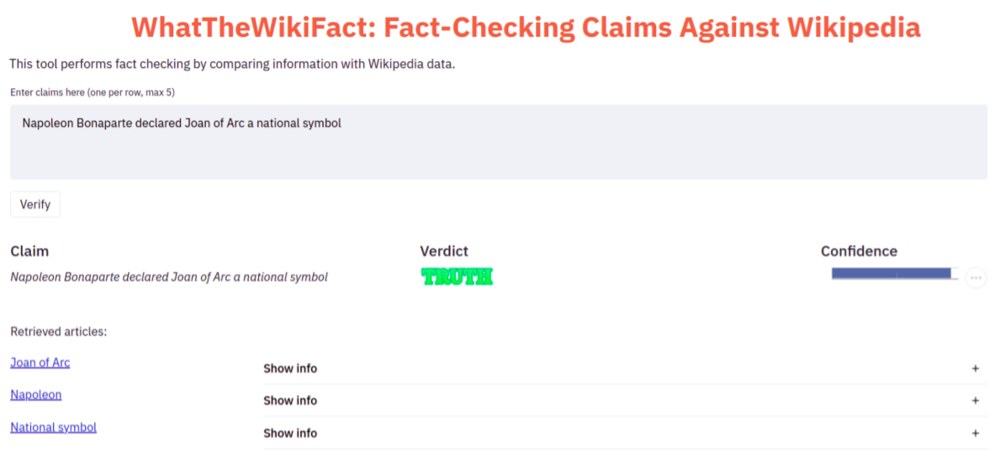 WhatTheWikiFact: Fact-Checking Claims Against Wikipedia
This tool performs fact checking by comparing information with Wikipedia data.
Enter claims here (one per row, max 5)
Napoleon Bonaparte declared Joan of Arc a national symbol
Verify
Claim Verdict Confidence
Napoleon Bonaparte declared Joan of Arc a national symbol TRUTH
Retrieved articles:
Joan of Arc Show info +
Napoleon Show info +
National symbol Show info +